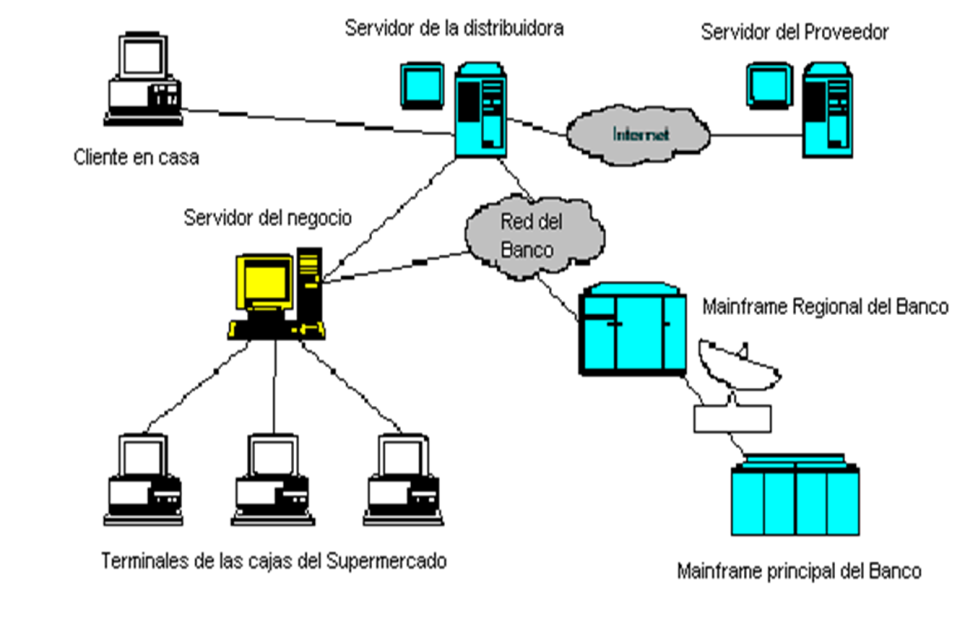 Servidor de la distribuidora
Servidor del Proveedor
Internet
Cliente en casa
Servidor del negocio
Red del
Banco
Mainframe Regional del Banco
Terminales de las cajas del Supermercado
Mainframe principal del Banco